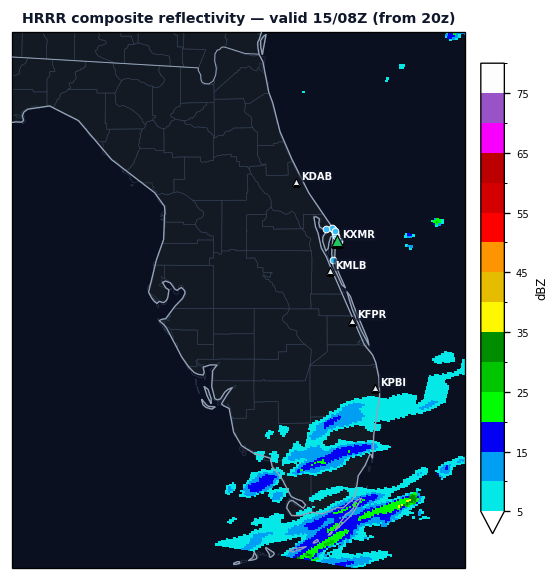 HRRR composite reflectivity — valid 15/08Z (from 20z)
KDAB
KXMR
KMLB
KFPR
KPBI
75
65
55
45
35
25
15
5
dBZ